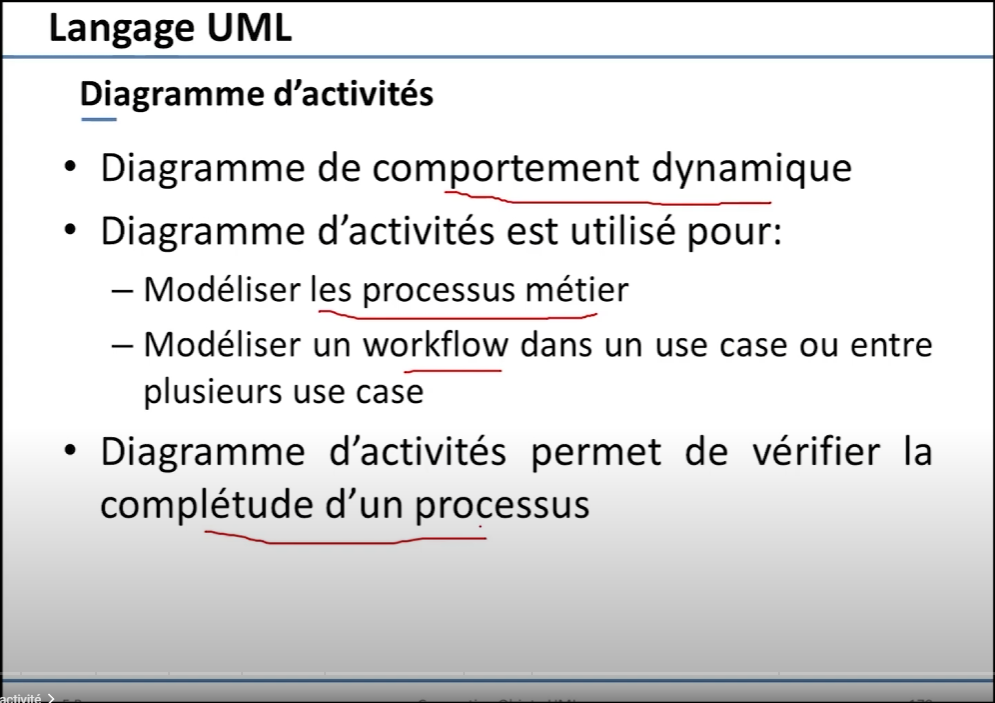 Langage UML
Diagramme d’activités
• Diagramme de comportement dynamique
• Diagramme d’activités est utilisé pour:
– Modéliser les processus métier
– Modéliser un workflow dans un use case ou entre
plusieurs use case
• Diagramme d’activités permet de vérifier la
complétude d’un processus
activité >